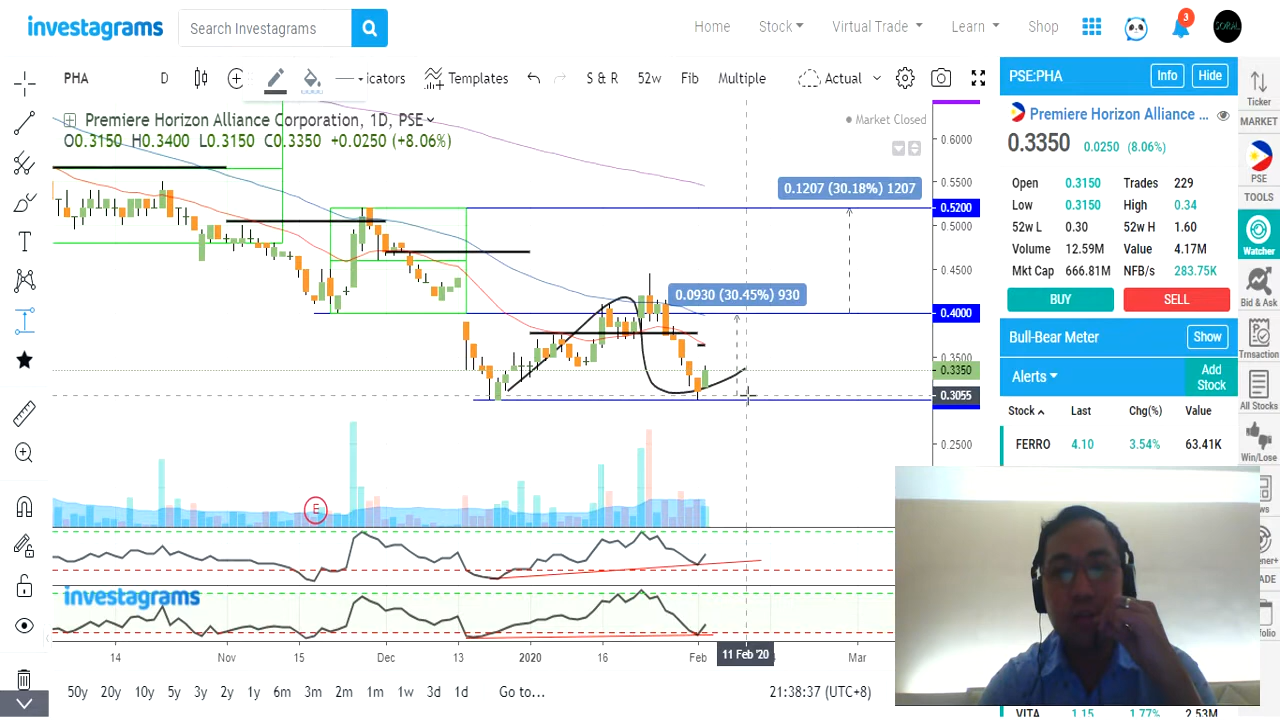 investagrams
Search Investagrams
Home
Stock
Virtual Trade
Learn
Shop
3
PHA
D
icators
Templates
S & R
52w
Fib
Multiple
Actual
PSE:PHA
Info
Hide
Ticker
MARKET
PSE
TOOLS
Watcher
Bid & Ask
Trnsaction
All Stocks
Win/Lose
Premiere Horizon Alliance Corporation, 1D, PSE
O0.3150 H0.3400 L0.3150 C0.3350 +0.0250 (+8.06%)
Market Closed
Premiere Horizon Alliance ...
0.3350 0.0250 (8.06%)
Open 0.3150 Trades 229
Low 0.3150 High 0.34
52w L 0.30 52w H 1.60
Volume 12.59M Value 4.17M
Mkt Cap 666.81M NFB/s 283.75K
BUY
SELL
Bull-Bear Meter
Show
Alerts
Add Stock
Stock Last Chg(%) Value
FERRO 4.10 3.54% 63.41K
VITA 1.15 1.77% 2.53M
0.1207 (30.18%) 1207
0.0930 (30.45%) 930
0.6000
0.5500
0.5200
0.5000
0.4500
0.4000
0.3500
0.3350
0.3055
0.2500
E
investagrams
14
Nov
15
Dec
13
2020
16
Feb
11 Feb '20
Mar
50y 20y 10y 5y 3y 2y 1y 6m 3m 2m 1m 1w 3d 1d Go to...
21:38:37 (UTC+8)